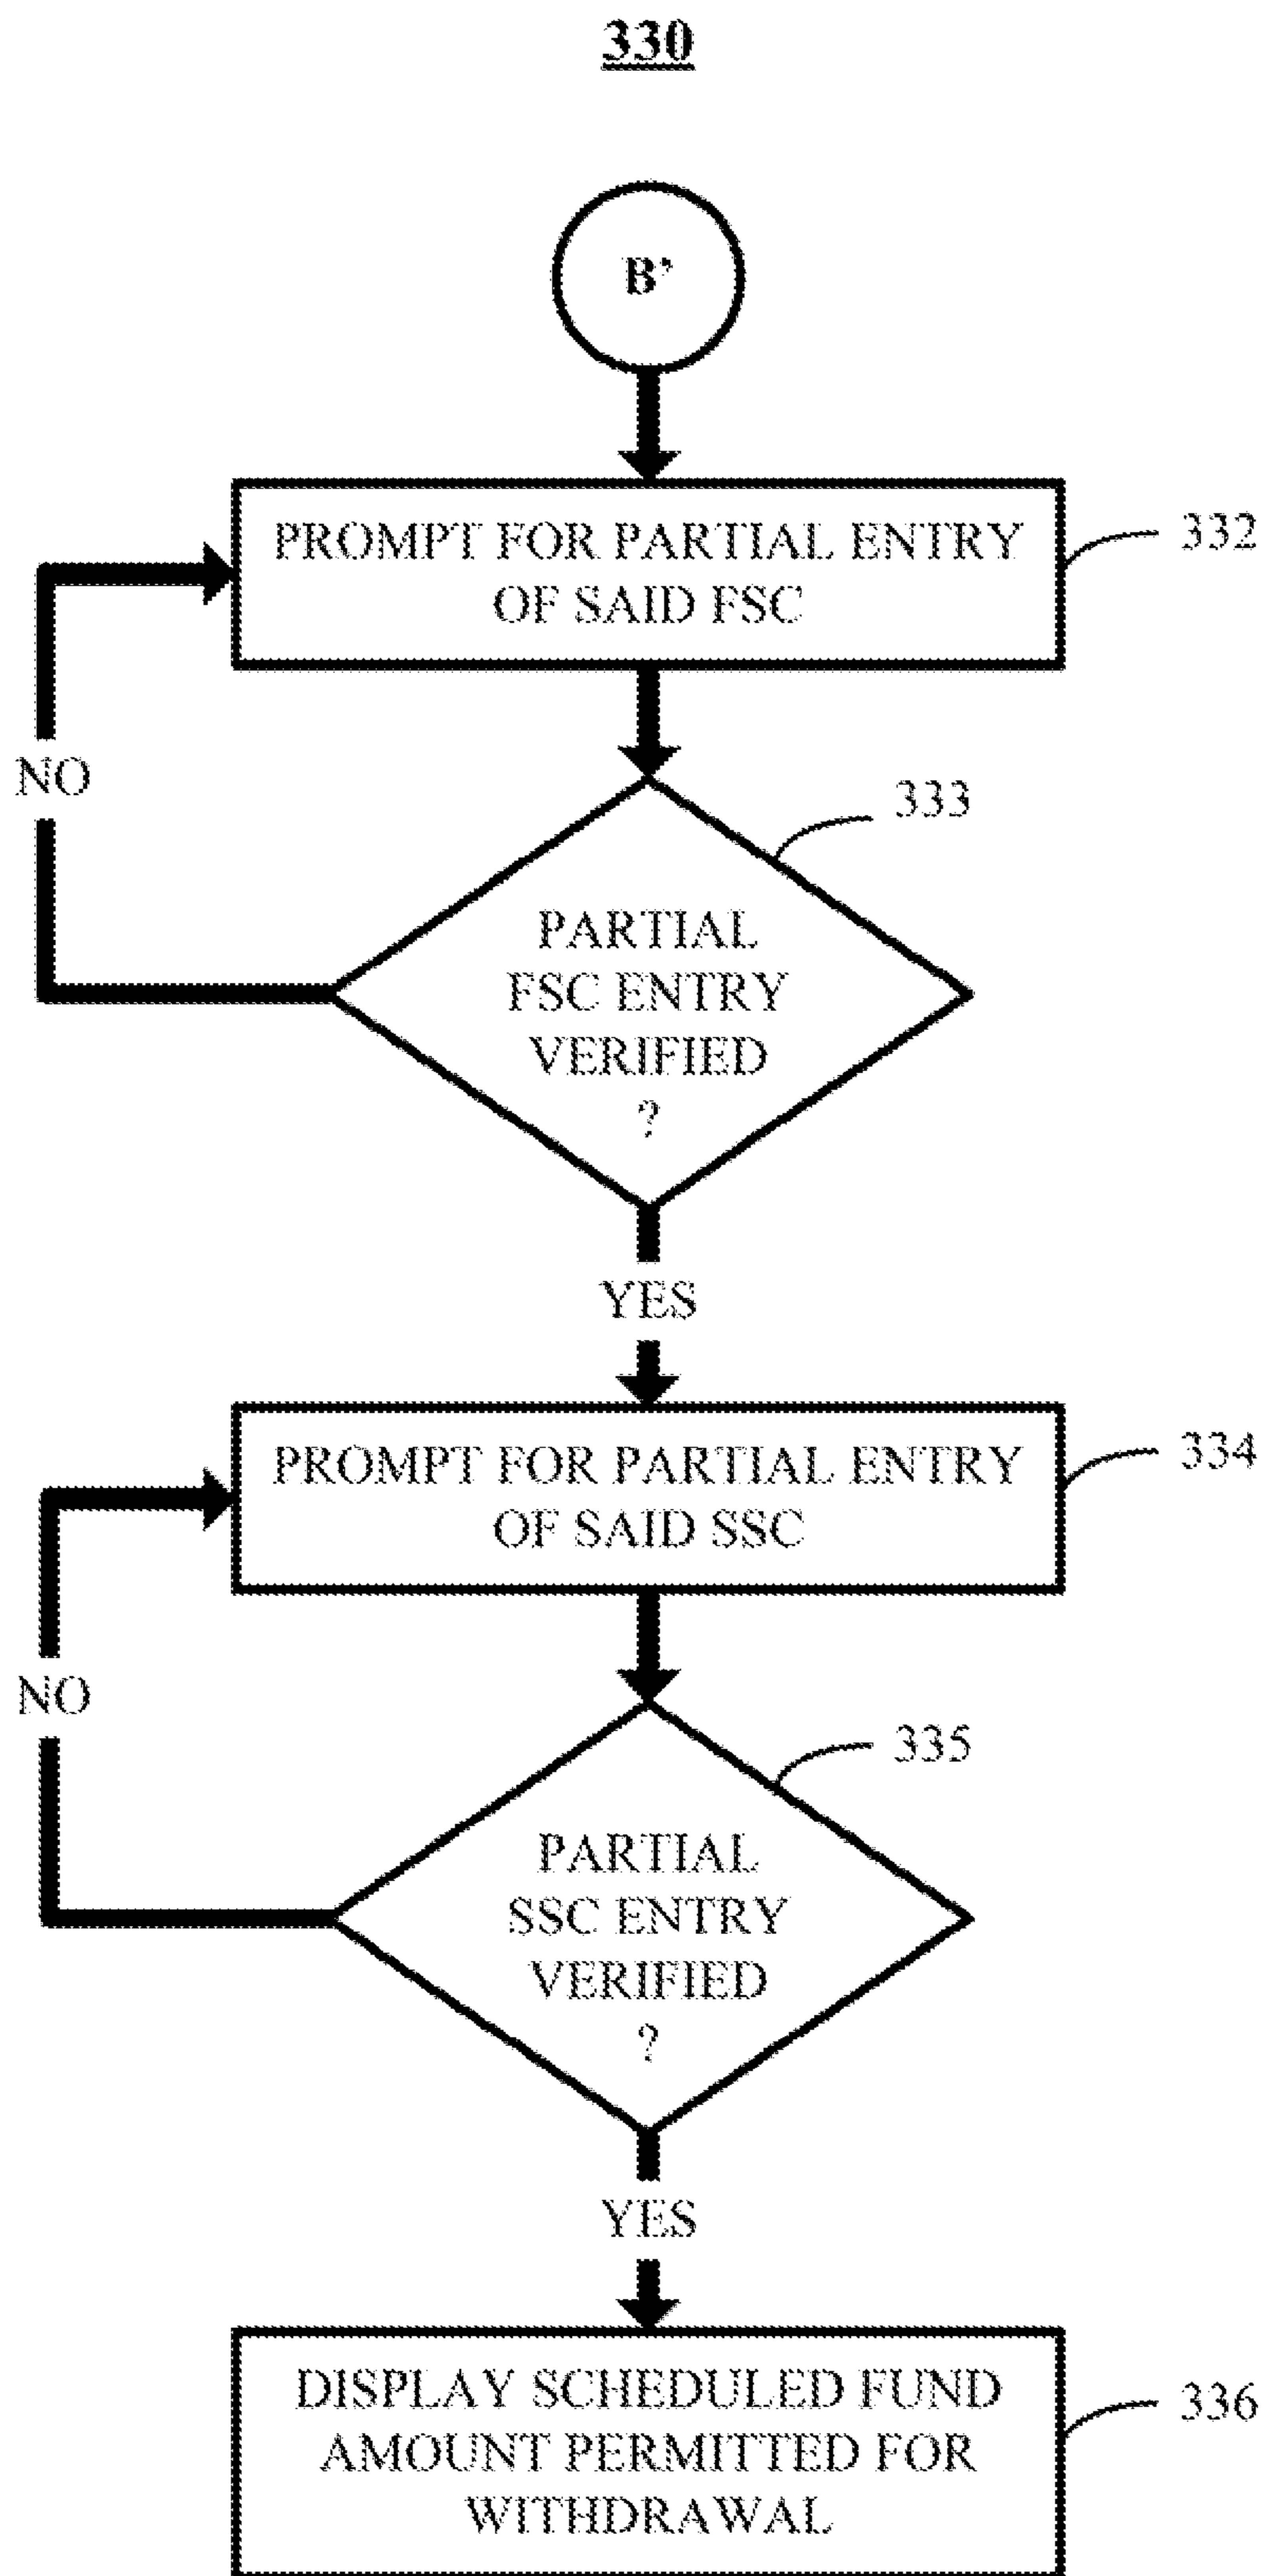 330
B’
PROMPT FOR PARTIAL ENTRY
OF SAID FSC
332
NO
333
PARTIAL
FSC ENTRY
VERIFIED
?
YES
PROMPT FOR PARTIAL ENTRY
OF SAID SSC
334
NO
335
PARTIAL
SSC ENTRY
VERIFIED
?
YES
DISPLAY SCHEDULED FUND
AMOUNT PERMITTED FOR
WITHDRAWAL
336